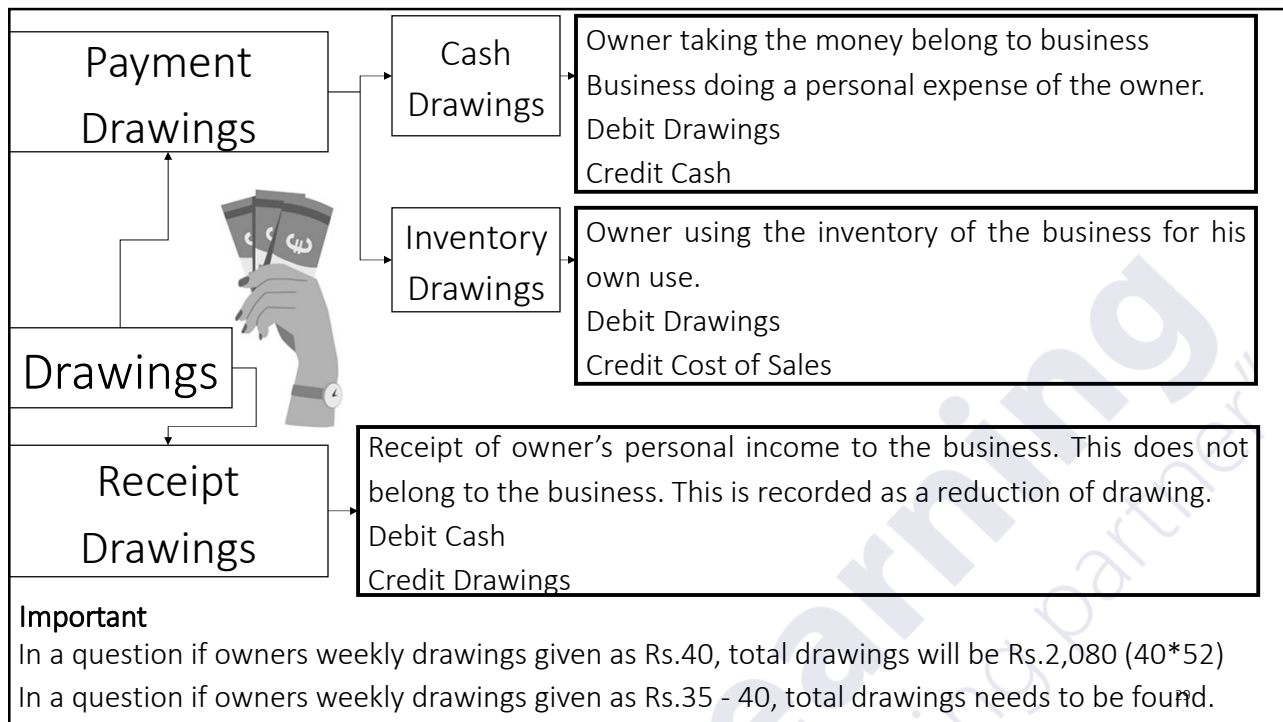 Payment
Drawings
Cash
Drawings
Owner taking the money belong to business
Business doing a personal expense of the owner.
Debit Drawings
Credit Cash
Inventory
Drawings
Owner using the inventory of the business for his
own use.
Debit Drawings
Credit Cost of Sales
Drawings
Receipt
Drawings
Receipt of owner’s personal income to the business. This does not
belong to the business. This is recorded as a reduction of drawing.
Debit Cash
Credit Drawings
Important
In a question if owners weekly drawings given as Rs.40, total drawings will be Rs.2,080 (40*52)
In a question if owners weekly drawings given as Rs.35 - 40, total drawings needs to be found.
29
earning
ing partner"